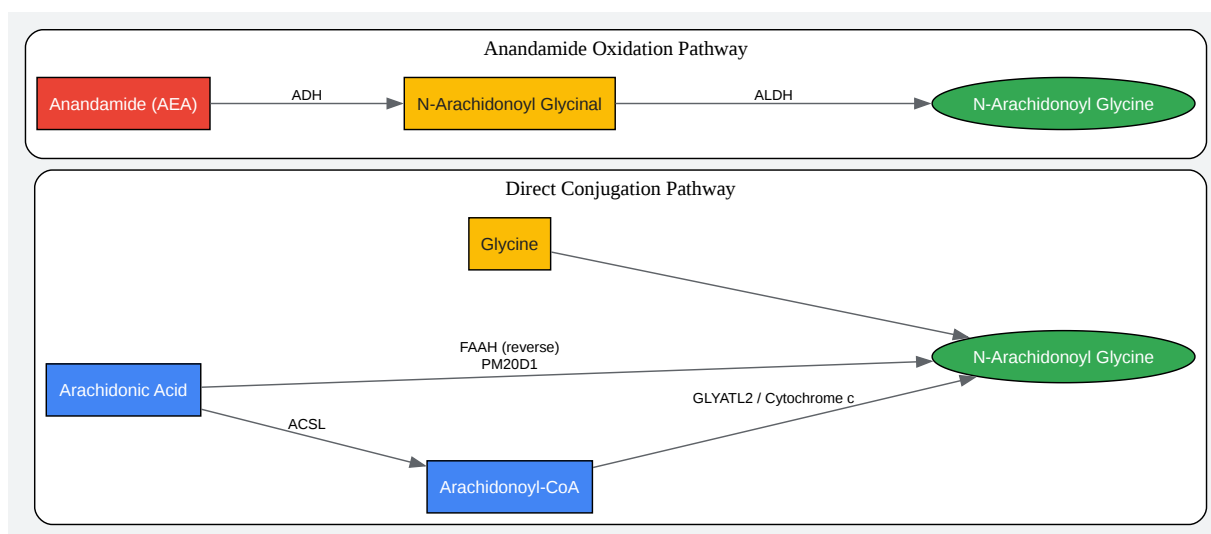 Anandamide Oxidation Pathway
Anandamide (AEA)
ADH
N-Arachidonoyl Glycinal
ALDH
N-Arachidonoyl Glycine
Direct Conjugation Pathway
Glycine
FAAH (reverse)
PM20D1
N-Arachidonoyl Glycine
Arachidonic Acid
GLYATL2 / Cytochrome c
ACSL
Arachidonoyl-CoA